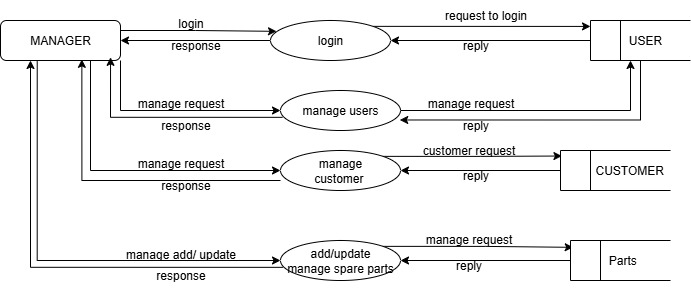 login
request to login
MANAGER
login
USER
response
reply
manage request
manage users
manage request
response
reply
manage request
manage
customer
customer request
CUSTOMER
response
reply
manage add/ update
add/update
manage spare parts
manage request
Parts
response
reply